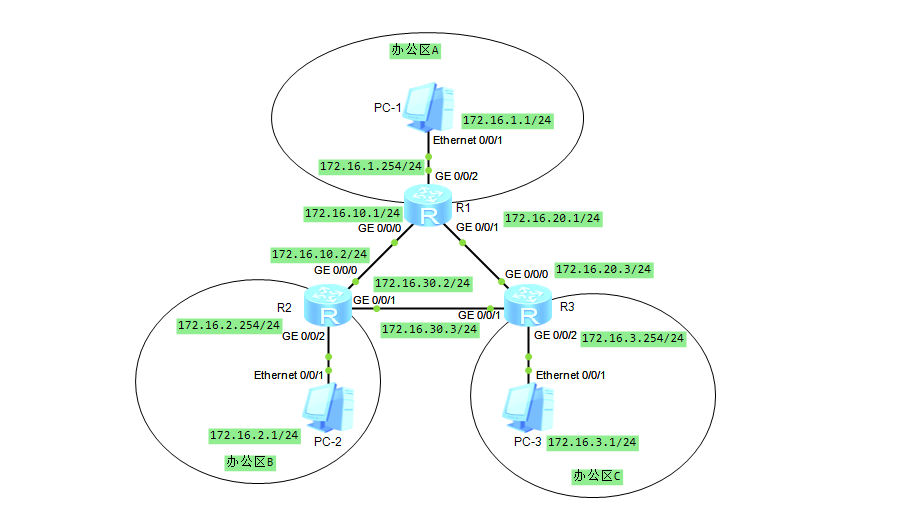 办公区A
PC-1
172.16.1.1/24
Ethernet 0/0/1
172.16.1.254/24
GE 0/0/2
R
R1
172.16.10.1/24
GE 0/0/0
GE 0/0/1
172.16.20.1/24
172.16.10.2/24
GE 0/0/0
GE 0/0/0
172.16.20.3/24
172.16.30.2/24
R2
R
GE 0/0/1
GE 0/0/1
R
R3
172.16.2.254/24
172.16.30.3/24
GE 0/0/2
GE 0/0/2
172.16.3.254/24
Ethernet 0/0/1
Ethernet 0/0/1
172.16.2.1/24
PC-2
PC-3
172.16.3.1/24
办公区B
办公区C